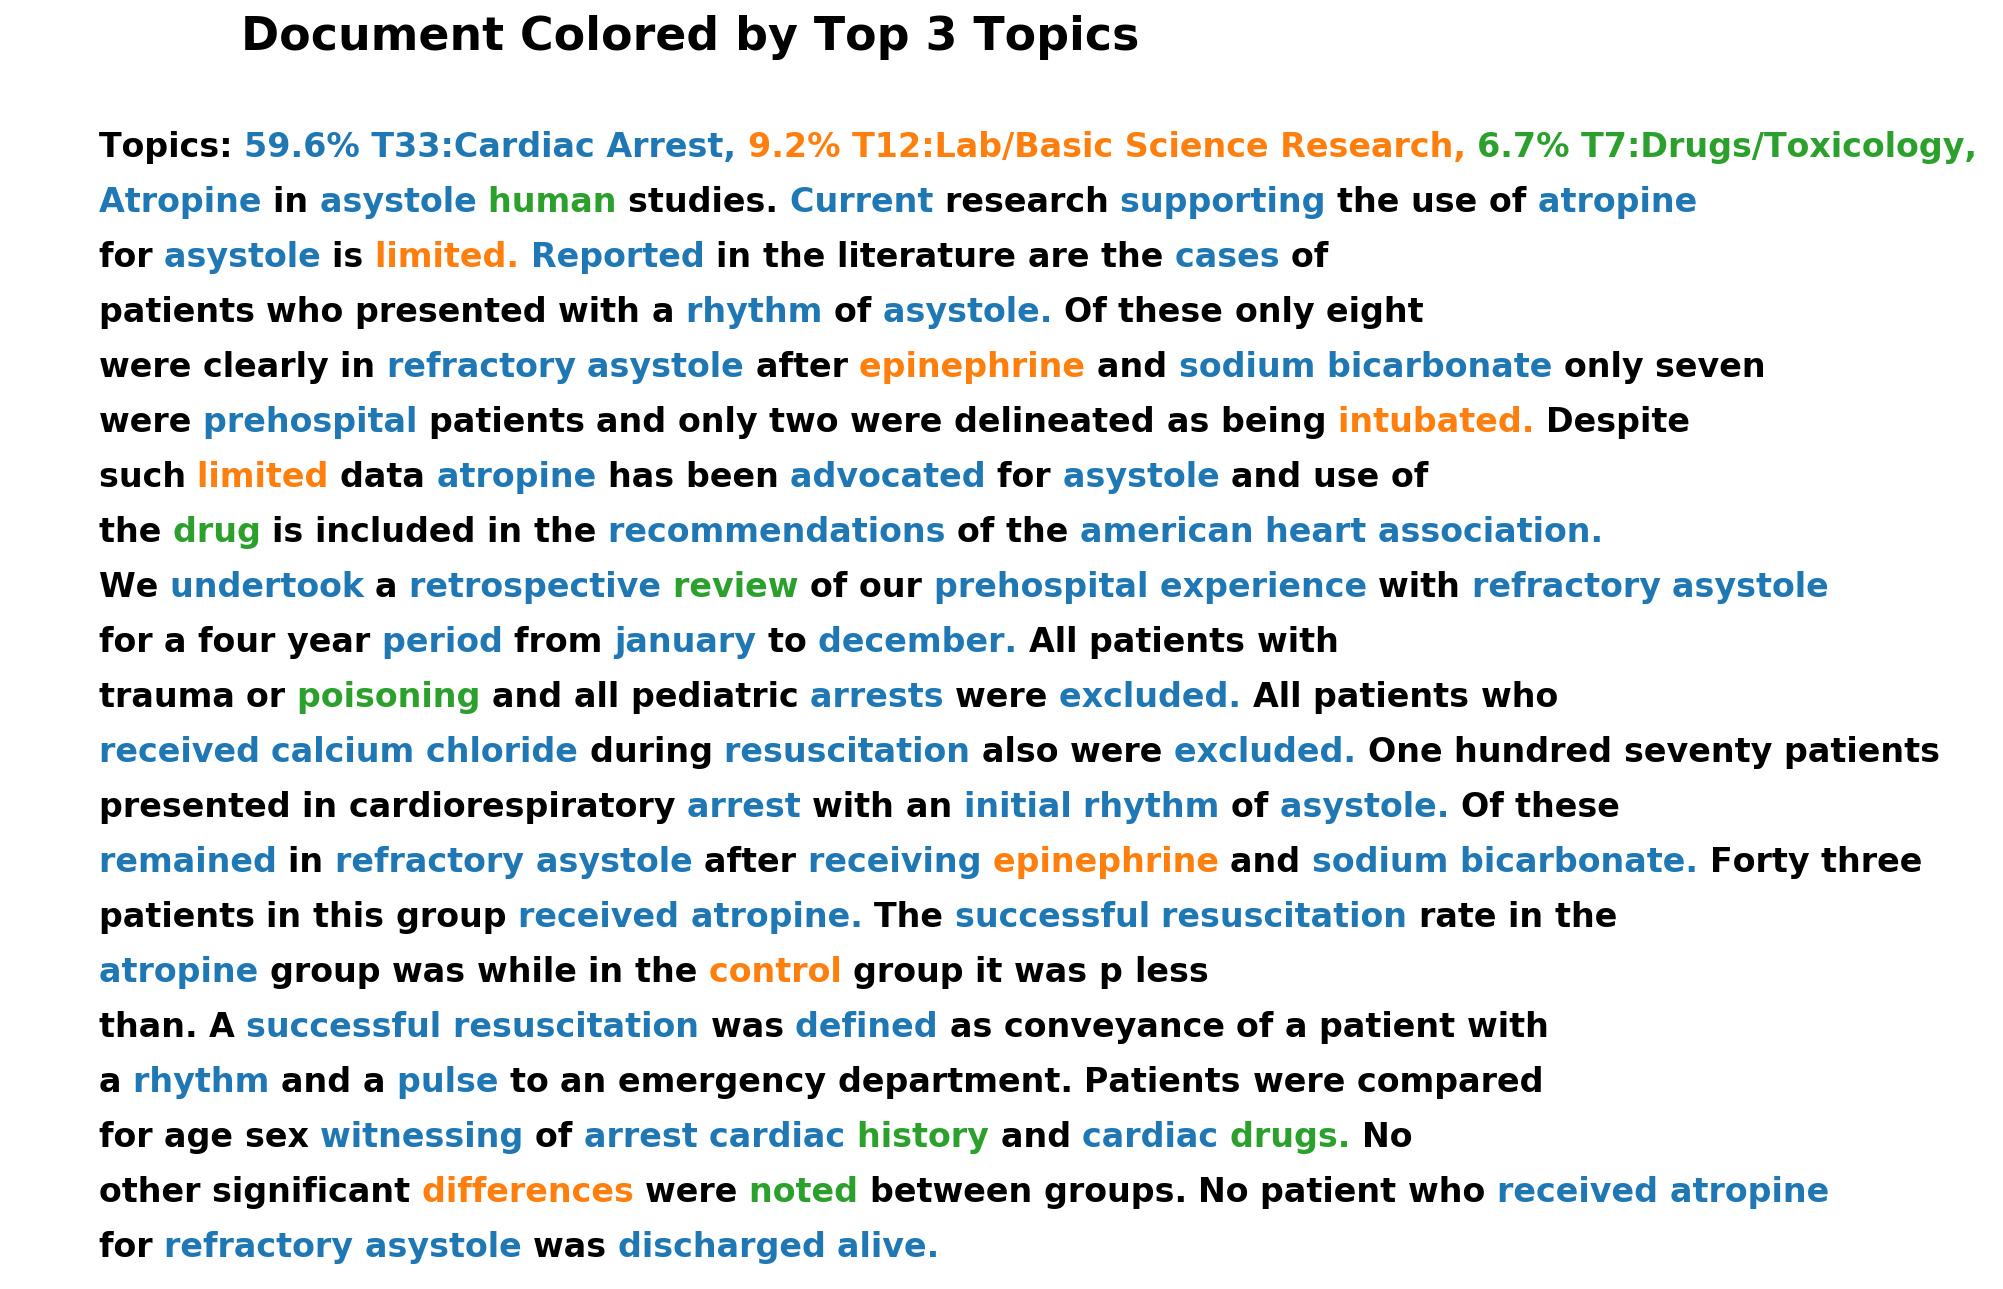 Document Colored by Top 3 Topics
Topics: 59.6% T33:Cardiac Arrest, 9.2% T12:Lab/Basic Science Research, 6.7% T7:Drugs/Toxicology,
Atropine in asystole human studies. Current research supporting the use of atropine
for asystole is limited. Reported in the literature are the cases of
patients who presented with a rhythm of asystole. Of these only eight
were clearly in refractory asystole after epinephrine and sodium bicarbonate only seven
were prehospital patients and only two were delineated as being intubated. Despite
such limited data atropine has been advocated for asystole and use of
the drug is included in the recommendations of the american heart association.
We undertook a retrospective review of our prehospital experience with refractory asystole
for a four year period from january to december. All patients with
trauma or poisoning and all pediatric arrests were excluded. All patients who
received calcium chloride during resuscitation also were excluded. One hundred seventy patients
presented in cardiorespiratory arrest with an initial rhythm of asystole. Of these
remained in refractory asystole after receiving epinephrine and sodium bicarbonate. Forty three
patients in this group received atropine. The successful resuscitation rate in the
atropine group was while in the control group it was p less
than. A successful resuscitation was defined as conveyance of a patient with
a rhythm and a pulse to an emergency department. Patients were compared
for age sex witnessing of arrest cardiac history and cardiac drugs. No
other significant differences were noted between groups. No patient who received atropine
for refractory asystole was discharged alive.